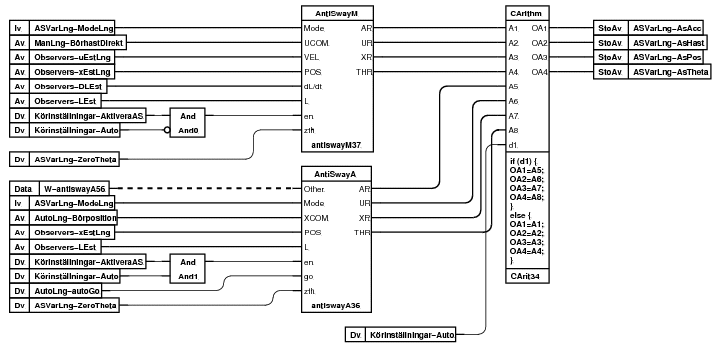 AntiSwayM
CArithm
Iv ASVarLng-ModeLng Mode AR A1 OA1 StoAv ASVarLng-AsAcc
Av ManLng-BörhastDirekt UCOM UR A2 OA2 StoAv ASVarLng-AsHast
Av Observers-uEstLng VEL XR A3 OA3 StoAv ASVarLng-AsPos
Av Observers-xEstLng POS THR A4 OA4 StoAv ASVarLng-AsTheta
Av Observers-DLEst dL/dt A5
Av Observers-LEst L A6
Dv Körinställningar-AktiveraAS And en A7
Dv Körinställningar-Auto And0 ztft A8
antiswayM37 d1
Dv ASVarLng-ZeroTheta
if (d1) {
OA1=A5;
OA2=A6;
OA3=A7;
OA4=A8;
}
else {
OA1=A1;
OA2=A2;
OA3=A3;
OA4=A4;
}
CArit34
AntiSwayA
Data W-antiswayA56 Other AR
Iv ASVarLng-ModeLng Mode UR
Av AutoLng-Börposition XCOM XR
Av Observers-xEstLng POS THR
Av Observers-LEst L
Dv Körinställningar-AktiveraAS And en
Dv Körinställningar-Auto And1 go
Dv AutoLng-autoGo ztft
Dv ASVarLng-ZeroTheta antiswayA36
Dv Körinställningar-Auto